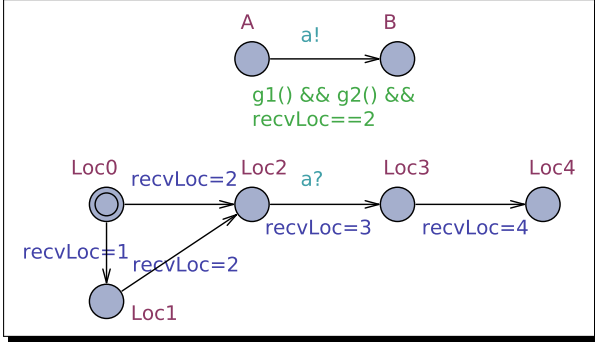 A
B
a!
g1() && g2() &&
recvLoc==2
Loc0
Loc2
Loc3
Loc4
recvLoc=2
a?
recvLoc=3
recvLoc=4
recvLoc=1
recvLoc=2
Loc1